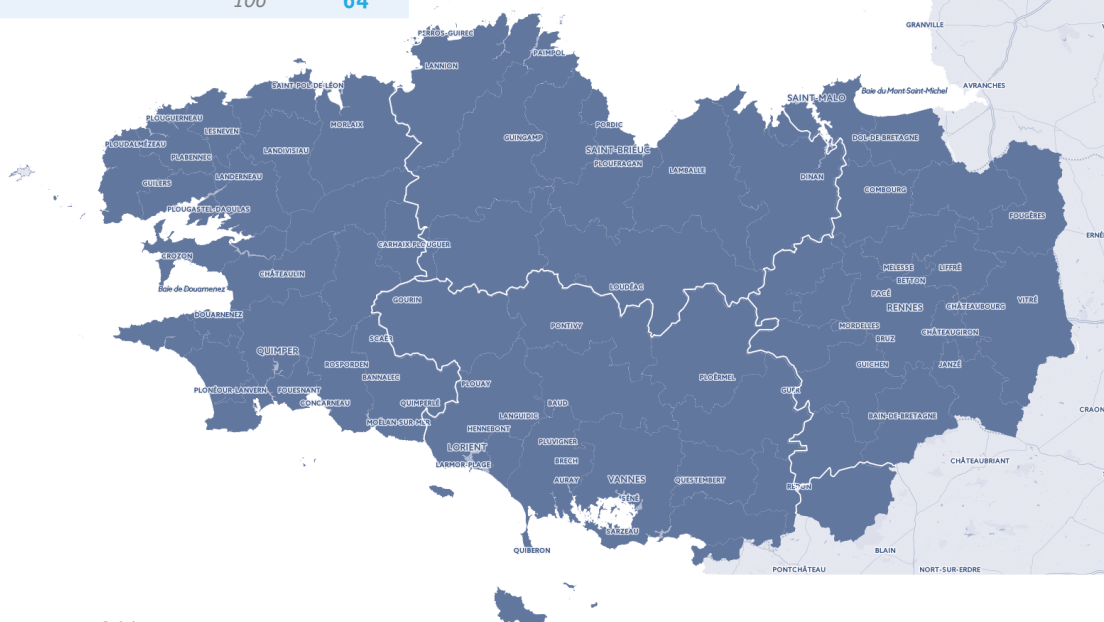 100 64
GRANVILLE
PERROS-GUIREC
PAIMPOL
LANNION
SAINT-POL-DE-LÉON
AVRANCHES
Baie du Mont-Saint-Michel
SAINT-MALO
PLOUGUERNEAU
MORLAIX
PORDIC
LESNEVEN
GUINGAMP
DOL-DE-BRETAGNE
PLOUDALMÉZEAU
LANDIVISIAU
SAINT-BRIEUC
PLABENNEC
PLOUFRAGAN
LAMBALLE
LANDERNEAU
DINAN
GUILERS
COMBOURG
PLOUGASTEL-DAOULAS
FOUGÈRES
ERNÉ
CARHAIX-PLOUGUER
CROZON
MELESSE
LIFFRÉ
CHÂTEAULIN
BETTON
Baie de Douarnenez
LOUDÉAC
PACÉ
GOURIN
VITRÉ
RENNES
CHÂTEAUBOURG
DOUARNENEZ
PONTIVY
MORDELLES
CHÂTEAUGIRON
SCAËR
BRUZ
QUIMPER
ROSPORDEN
GUICHEN
JANZÉ
BANNALEC
PLOËRMEL
PLOUAY
PLONÉOUR-LANVERN
FOUESNANT
GUER
CONCARNEAU
QUIMPERLÉ
BAUD
CRAON
LANGUIDIC
BAIN-DE-BRETAGNE
MOËLAN-SUR-MER
HENNEBONT
PLUVIGNER
LORIENT
BRECH
CHÂTEAUBRIANT
LARMOR-PLAGE
AURAY
VANNES
QUESTEMBERT
REDON
SÉNÉ
SARZEAU
QUIBERON
BLAIN
PONTCHÂTEAU
NORT-SUR-ERDRE